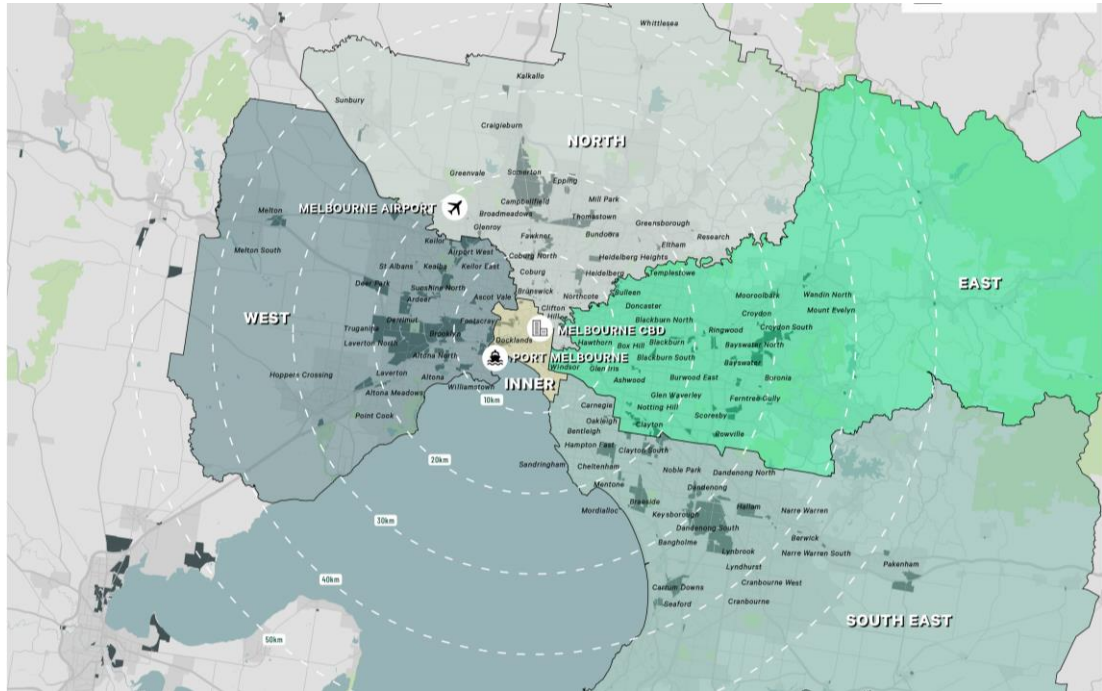 Whittlesea
Kalkallo
Sunbury
Craigieburn
NORTH
Greenvale
Somerton
Epping
MELBOURNE AIRPORT
Campbellfield
Mill Park
Melton
Broadmeadows
Thomastown
Glenroy
Greensborough
Fawkner
Bundoora
Research
Keilor
Eltham
Melton South
Airport West
Coburg North
Heidelberg Heights
St Albans
Kealba
Keilor East
Coburg
Heidelberg
Templestowe
Deer Park
Sunshine North
EAST
Ardeer
Ascot Vale
Brunswick
Northcote
Bulleen
Mooroolbark
Wandin North
WEST
Clifton
Hill
Doncaster
Croydon
Mount Evelyn
Derrimut
Footscray
Blackburn North
Truganina
Brooklyn
MELBOURNE CBD
Ringwood
Croydon South
Laverton North
Docklands
Hawthorn
Box Hill
Blackburn
Bayswater North
Altona North
PORT MELBOURNE
Blackburn South
Windsor
Glen Iris
Bayswater
Hoppers Crossing
Laverton
Altona
Williamstown
INNER
Ashwood
Burwood East
Boronia
Altona Meadows
10km
Glen Waverley
Ferntree Gully
Point Cook
Carnegie
Notting Hill
Scoresby
Oakleigh
Clayton
Bentleigh
Rowville
Hampton East
Clayton South
20km
Sandringham
Cheltenham
Noble Park
Dandenong North
Mentone
Dandenong
Braeside
Mordialloc
Keysborough
Hallam
Narre Warren
30km
Dandenong South
Bangholme
Berwick
Lynbrook
Narre Warren South
Lyndhurst
Pakenham
40km
Carrum Downs
Cranbourne West
Seaford
Cranbourne
SOUTH EAST
50km